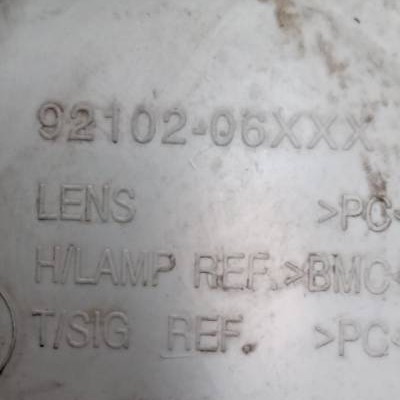 92102-06XXX
LENS >PC<
H/LAMP REF.>BMC<
T/SIG REF. >PC<